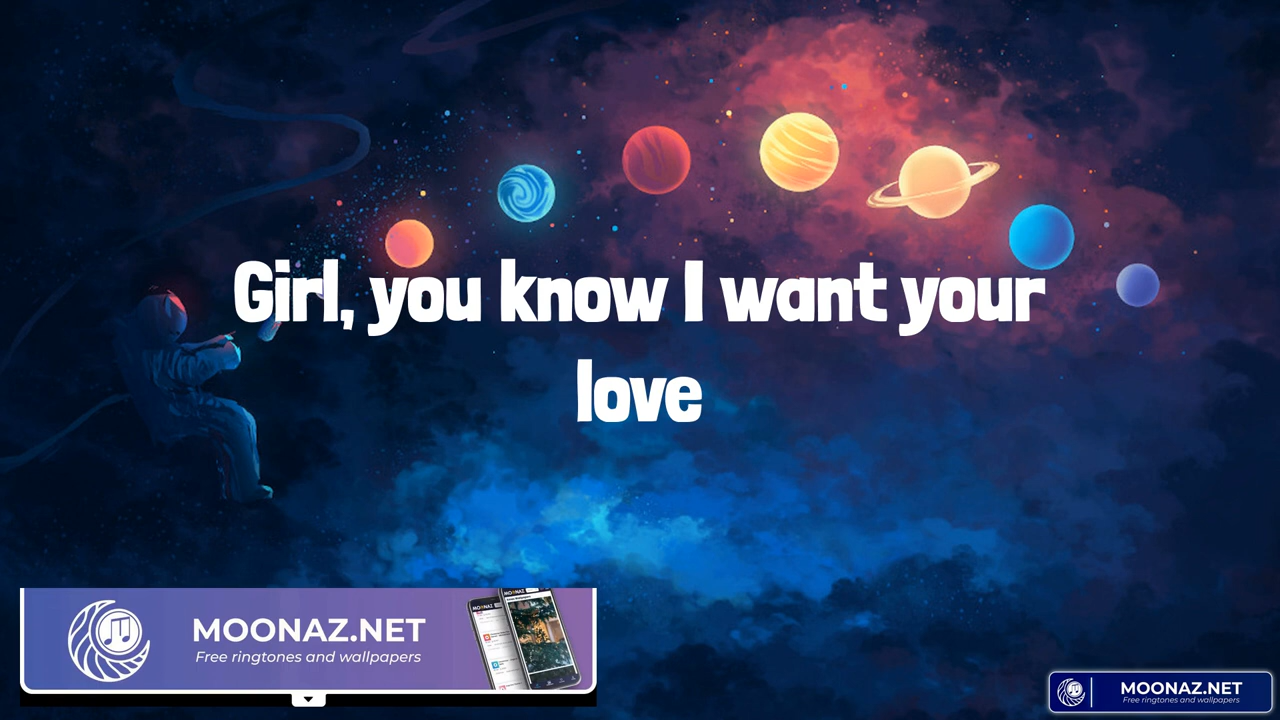 Girl, you know I want your
love
MOONAZ.NET
Free ringtones and wallpapers
MOONAZ.NET
Free ringtones and wallpapers